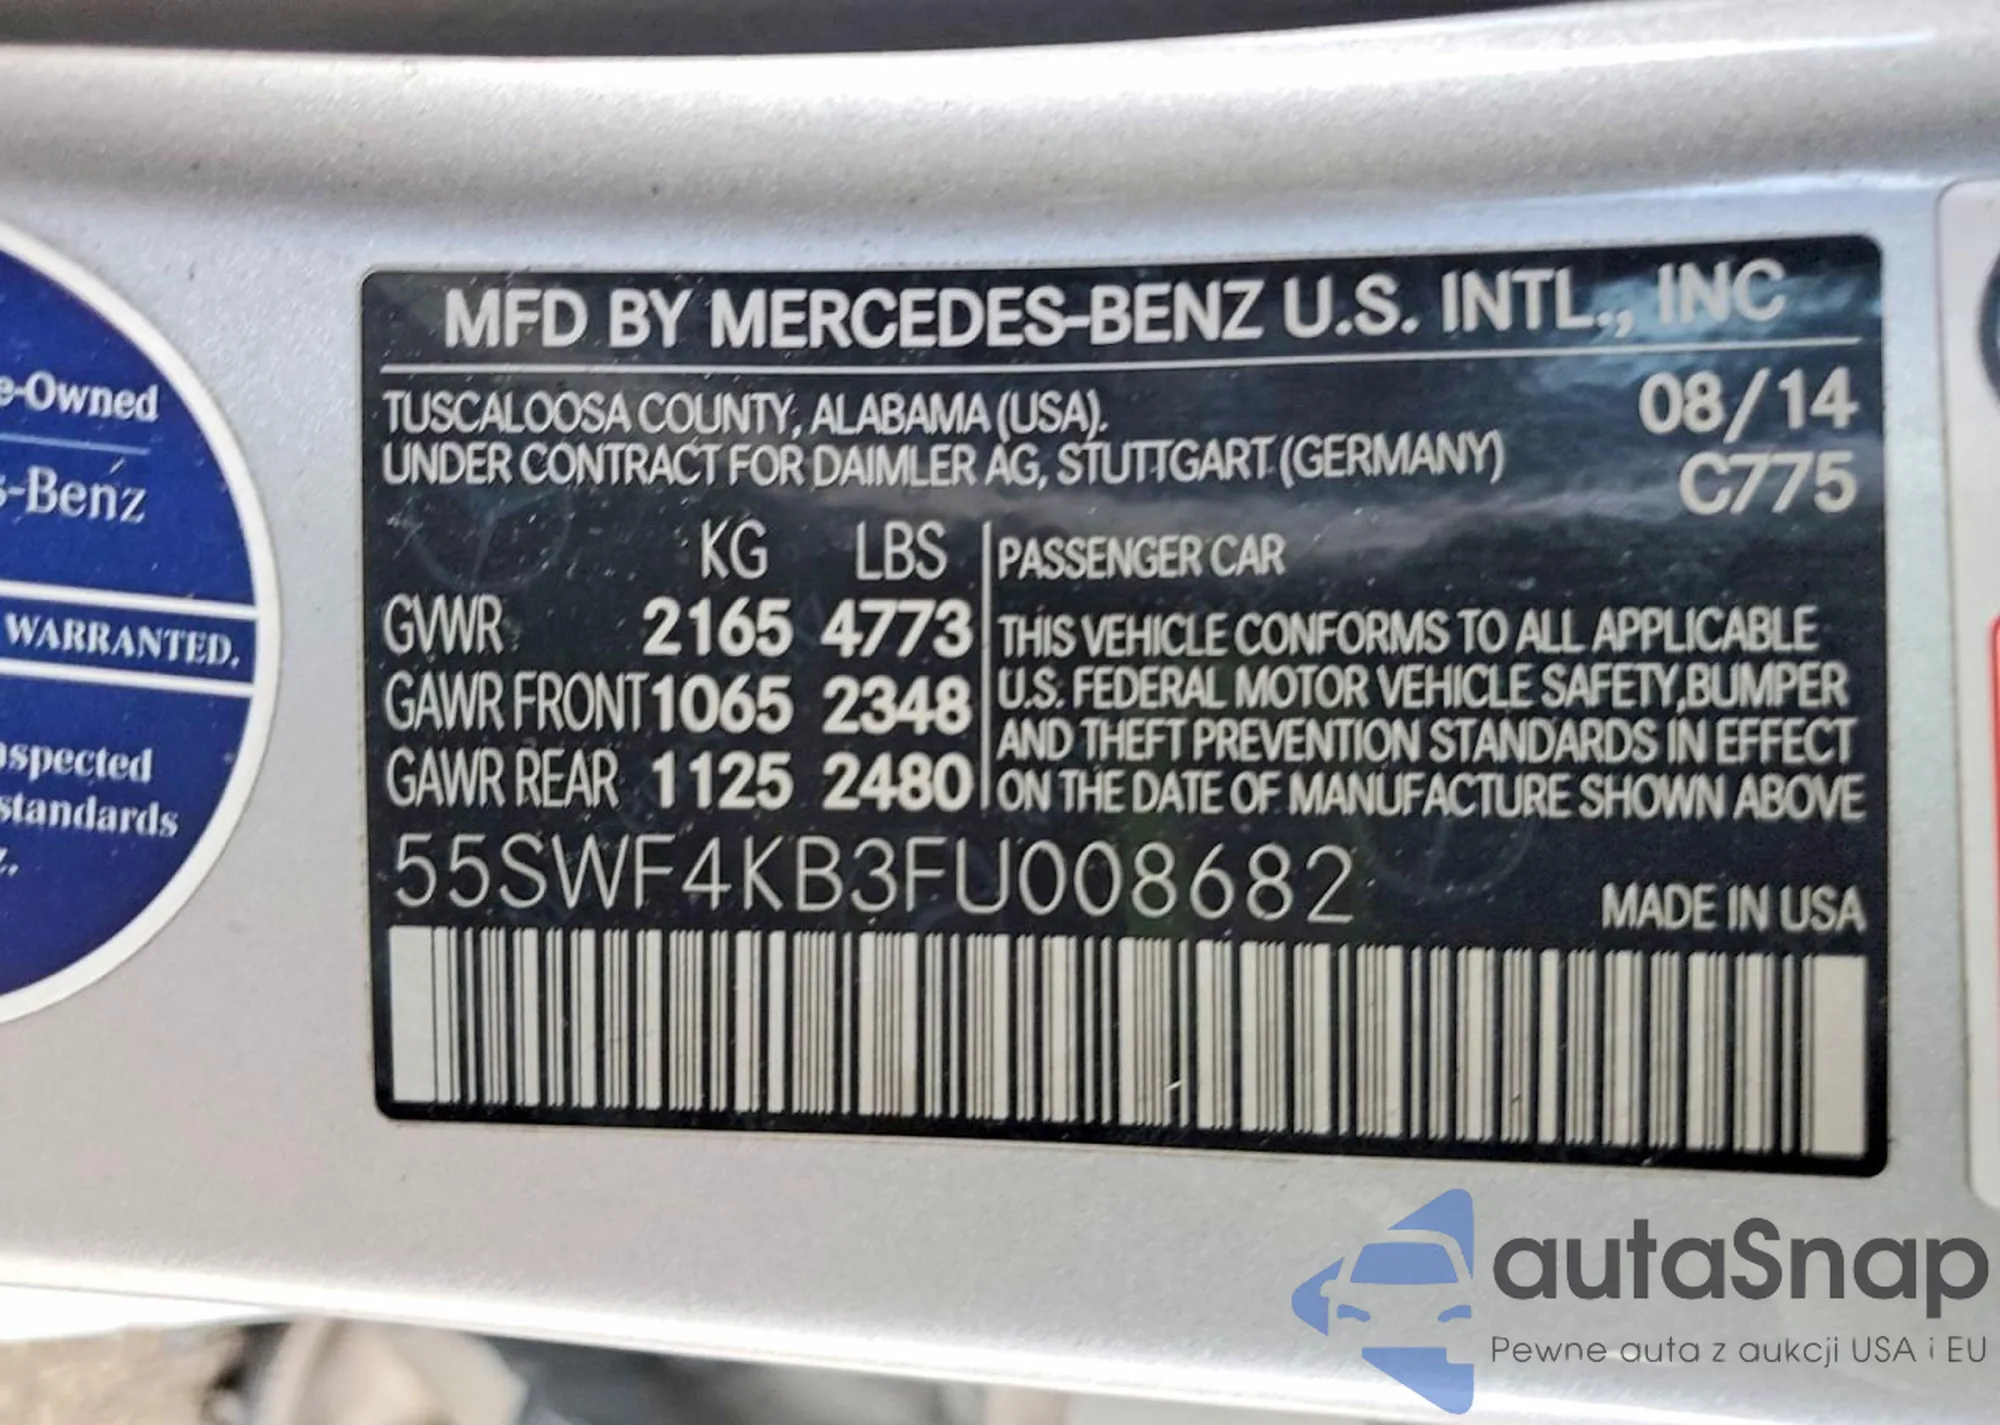 e-Owned
s-Benz
WARRANTED.
nspected
standards
z.
MFD BY MERCEDES-BENZ U.S. INTL., INC
TUSCALOOSA COUNTY, ALABAMA (USA).
08/14
UNDER CONTRACT FOR DAIMLER AG, STUTTGART (GERMANY)
C775
KG LBS
GVWR 2165 4773
GAWR FRONT 1065 2348
GAWR REAR 1125 2480
PASSENGER CAR
THIS VEHICLE CONFORMS TO ALL APPLICABLE
U.S. FEDERAL MOTOR VEHICLE SAFETY,BUMPER
AND THEFT PREVENTION STANDARDS IN EFFECT
ON THE DATE OF MANUFACTURE SHOWN ABOVE
55SWF4KB3FU008682
MADE IN USA
autaSnap
Pewne auta z aukcji USA i EU